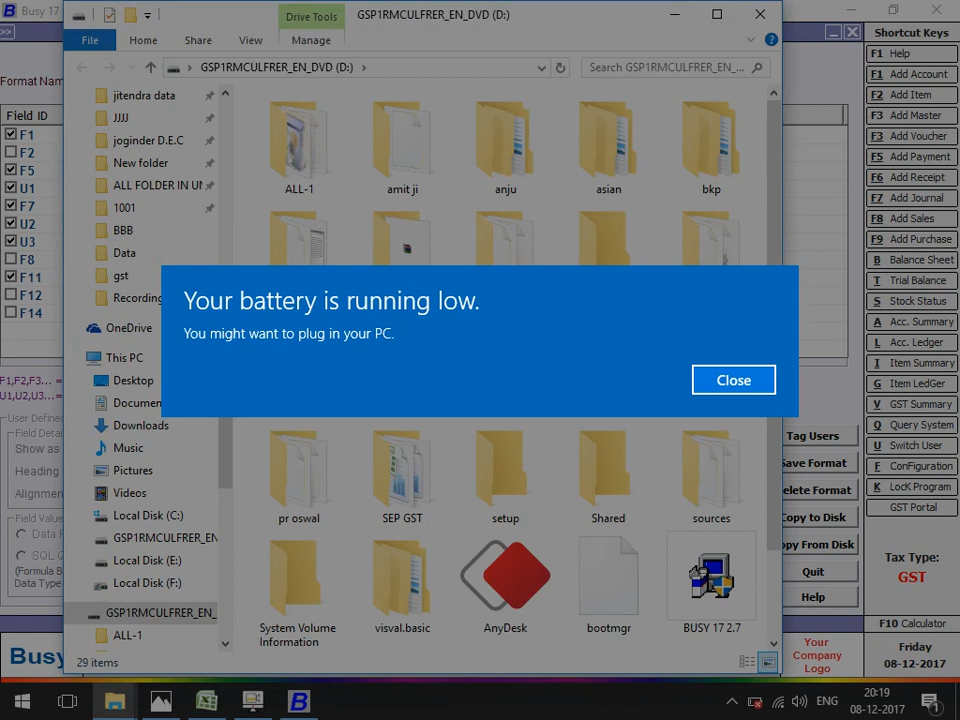 Busy 17
Drive Tools
GSP1RMCULFRER_EN_DVD (D:)
File
Home
Share
View
Manage
GSP1RMCULFRER_EN_DVD (D:)
Search GSP1RMCULFRER_EN_...
>>
Format Nam
Field ID
F1
F2
F5
U1
F7
U2
U3
F8
F11
F12
F14
F1,F2,F3... =
U1,U2,U3... =
User Define
Field Detai
Show as
Heading
Alignmen
Field Value
Data F
SQL Q
(Formula B
Data Type
Busy
jitendra data
JJJJ
joginder D.E.C
New folder
ALL FOLDER IN UN
1001
BBB
Data
gst
Recording
OneDrive
This PC
Desktop
Documen
Downloads
Music
Pictures
Videos
Local Disk (C:)
GSP1RMCULFRER_EN
Local Disk (E:)
Local Disk (F:)
GSP1RMCULFRER_EN_
ALL-1
29 items
ALL-1
amit ji
anju
asian
bkp
Your battery is running low.
You might want to plug in your PC.
Close
pr oswal
SEP GST
setup
Shared
sources
System Volume
Information
visval.basic
AnyDesk
bootmgr
BUSY 17 2.7
Tag Users
Save Format
elete Format
opy to Disk
opy From Disk
Quit
Help
Your
Company
Logo
Shortcut Keys
F1 Help
F1 Add Account
F2 Add Item
F3 Add Master
F3 Add Voucher
F5 Add Payment
F6 Add Receipt
F7 Add Journal
F8 Add Sales
F9 Add Purchase
B Balance Sheet
T Trial Balance
S Stock Status
A Acc. Summary
L Acc. Ledger
I Item Summary
G Item LedGer
V GST Summary
Q Query System
U Switch User
F ConFiguration
K LocK Program
GST Portal
Tax Type:
GST
F10 Calculator
Friday
08-12-2017
ENG
20:19
08-12-2017
1